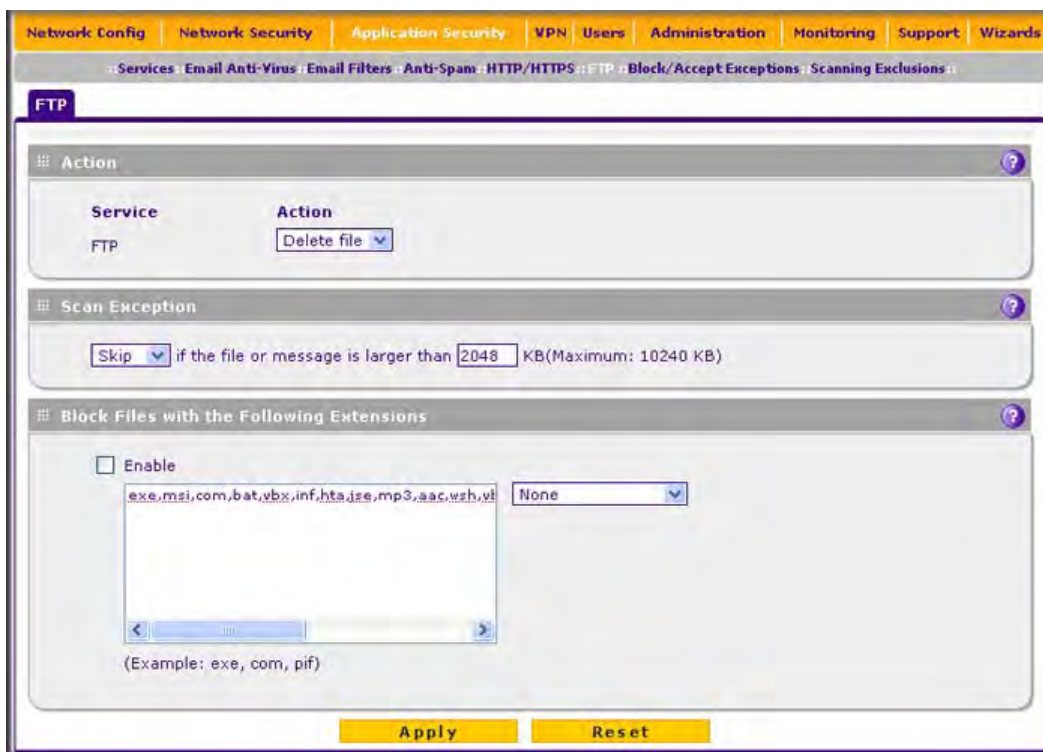 Network Config Network Security Application Security VPN Users Administration Monitoring Support Wizards
Services Email Anti-Virus Email Filters Anti-Spam HTTP/HTTPS FTP Block/Accept Exceptions Scanning Exclusions
FTP
Action
Service Action
FTP Delete file
Scan Exception
Skip if the file or message is larger than 2048 KB(Maximum: 10240 KB)
Block Files with the Following Extensions
Enable
exe,msi,com,bat,vbx,inf,hta,jse,mp3,aac,wsh, None
(Example: exe, com, pif)
Apply Reset